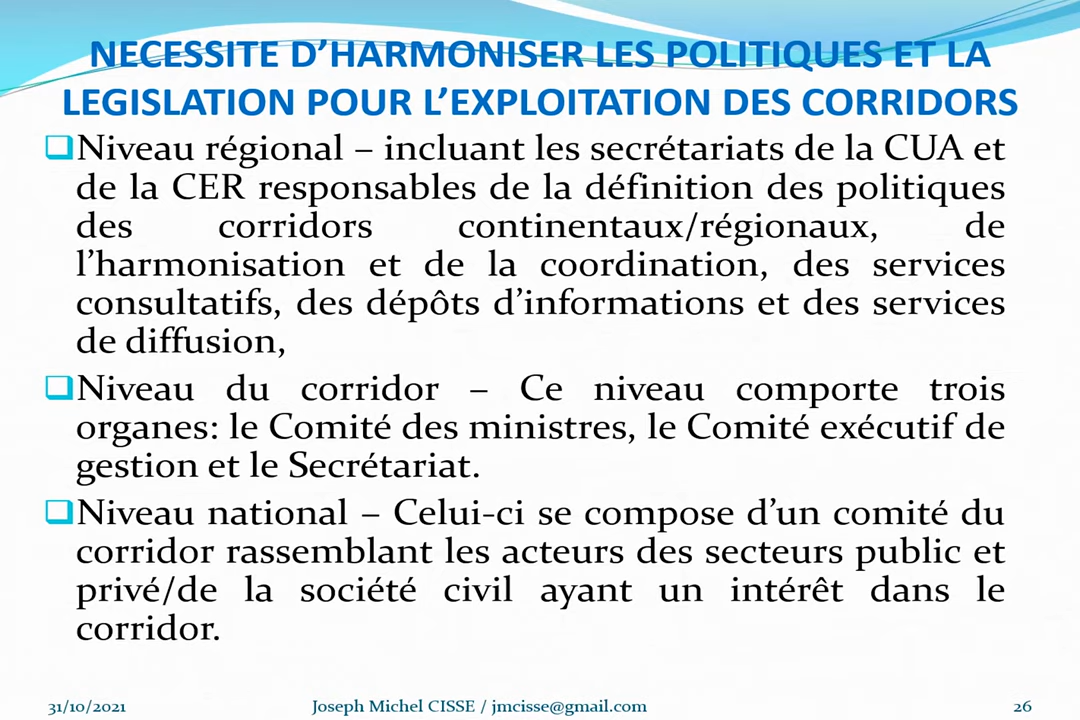 NECESSITE D’HARMONISER LES POLITIQUES ET LA
LEGISLATION POUR L’EXPLOITATION DES CORRIDORS
❑Niveau régional – incluant les secrétariats de la CUA et
de la CER responsables de la définition des politiques
des corridors continentaux/régionaux, de
l’harmonisation et de la coordination, des services
consultatifs, des dépôts d’informations et des services
de diffusion,
❑Niveau du corridor – Ce niveau comporte trois
organes: le Comité des ministres, le Comité exécutif de
gestion et le Secrétariat.
❑Niveau national – Celui-ci se compose d’un comité du
corridor rassemblant les acteurs des secteurs public et
privé/de la société civil ayant un intérêt dans le
corridor.
31/10/2021 Joseph Michel CISSE / jmcisse@gmail.com 26